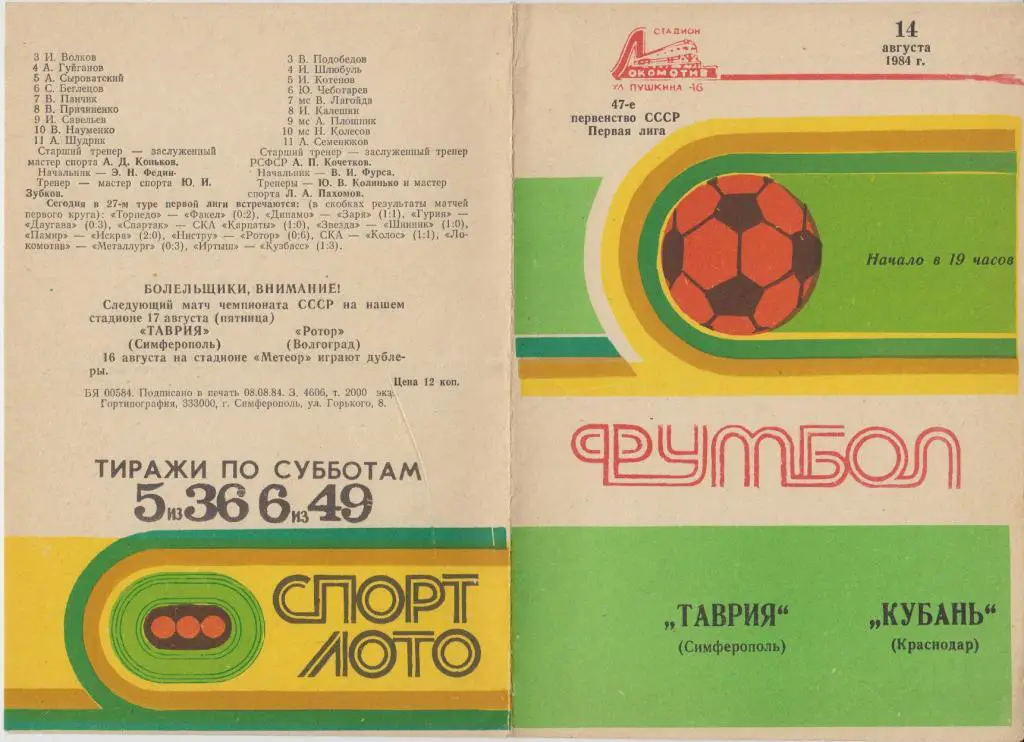 3 И. Волков
4 А. Гуйганов
5 А. Сыроватский
6 С. Беглецов
7 В. Панчик
8 В. Причиненко
9 И. Савельев
10 В. Науменко
11 А. Шудрик
Старший тренер — заслуженный
мастер спорта А. Д. Коньков.
Начальник — Э. Н. Федин.
Тренер — мастер спорта Ю. И.
Зубков.
3 В. Подобедов
4 И. Шлюбуль
5 И. Котенов
6 Ю. Чеботарев
7 мс В. Лагойда
8 И. Калешин
9 мс А. Плошник
10 мс Н. Колесов
11 А. Семенюков
Старший тренер — заслуженный тренер
РСФСР А. П. Кочетков.
Начальник — В. И. Фурса.
Тренеры — Ю. В. Колинько и мастер
спорта Л. А. Пахомов.
Сегодня в 27-м туре первой лиги встречаются: (в скобках результаты матчей
первого круга): «Торпедо» — «Факел» (0:2), «Динамо» — «Заря» (1:1), «Гурия» —
«Даугава» (0:3), «Спартак» — СКА «Карпаты» (1:0), «Звезда» — «Шинник» (1:0),
«Памир» — «Искра» (2:0), «Нистру» — «Ротор» (0:6), СКА — «Колос» (1:1), «Ло-
комотив» — «Металлург» (0:3), «Иртыш» — «Кузбасс» (1:3).
БОЛЕЛЬЩИКИ, ВНИМАНИЕ!
Следующий матч чемпионата СССР на нашем
стадионе 17 августа (пятница)
«ТАВРИЯ» «Ротор»
(Симферополь) (Волгоград)
16 августа на стадионе «Метеор» играют дубле-
ры.
Цена 12 коп.
БЯ 00584. Подписано в печать 08.08.84. З. 4606, т. 2000 экз.
Гортипография, 333000, г. Симферополь, ул. Горького, 8.
ТИРАЖИ ПО СУББОТАМ
5 ИЗ 36 6 ИЗ 49
СПОРТ
ЛОТО
СТАДИОН
ЛОКОМОТИВ
УЛ. ПУШКИНА -46
14
августа
1984 г.
47-е
первенство СССР
Первая лига
Начало в 19 часов
ФУТБОЛ
„ТАВРИЯ“ „КУБАНЬ“
(Симферополь) (Краснодар)